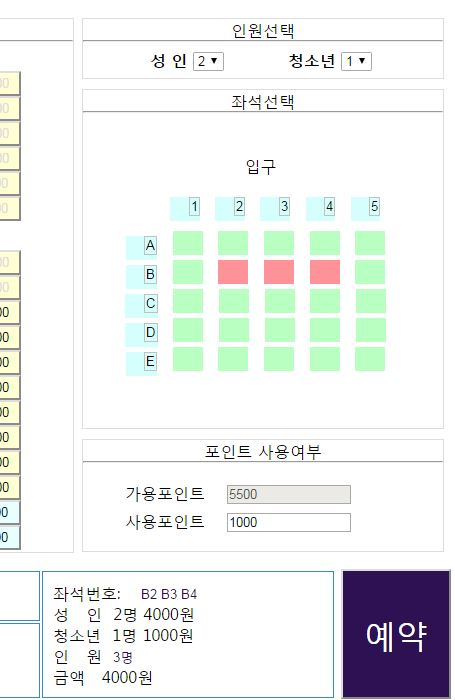 인원선택
성 인 2 청소년 1
좌석선택
입구
1 2 3 4 5
A
B
C
D
E
포인트 사용여부
가용포인트 5500
사용포인트 1000
좌석번호: B2 B3 B4
성 인 2명 4000원
청소년 1명 1000원
인 원 3명
금액 4000원
예약